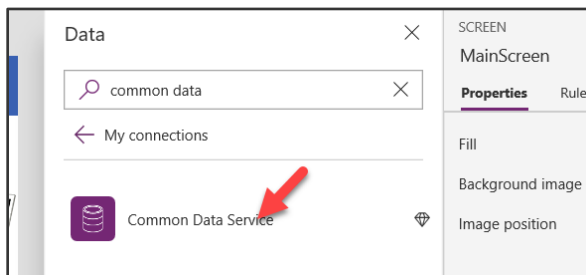 Data
common data
My connections
Common Data Service
SCREEN
MainScreen
Properties Rule
Fill
Background image
Image position